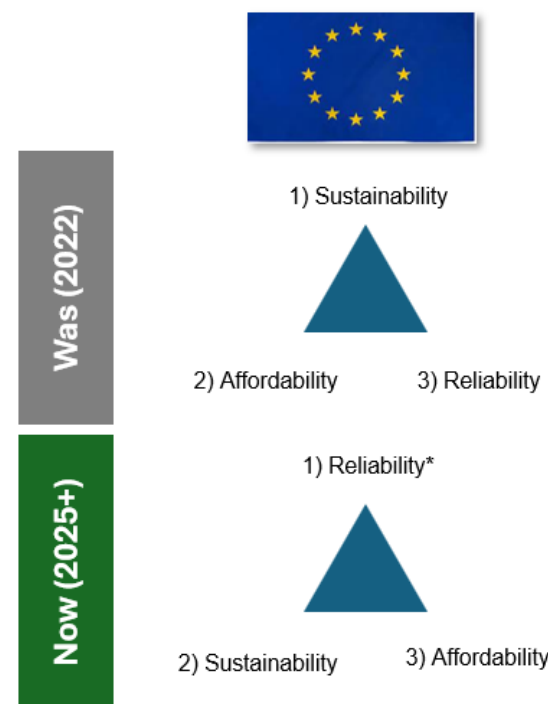 Was (2022)
1) Sustainability
2) Affordability
3) Reliability
Now (2025+)
1) Reliability*
2) Sustainability
3) Affordability